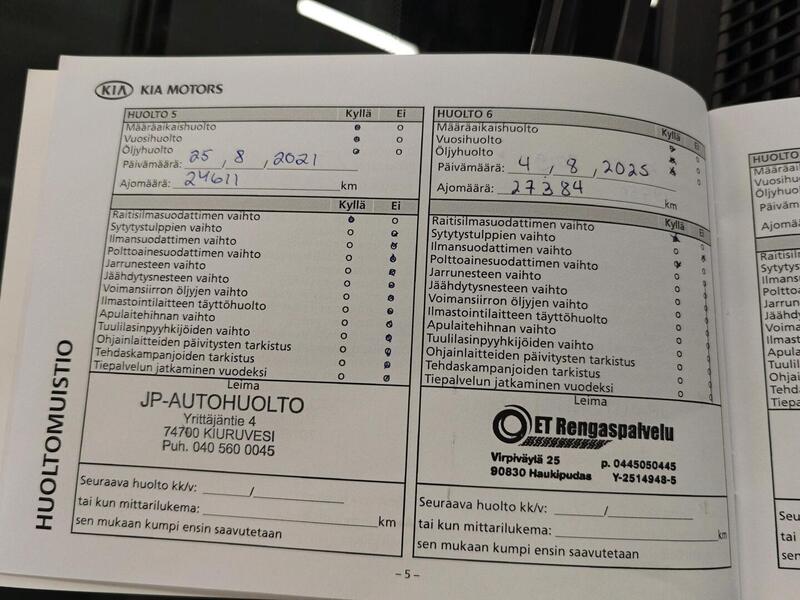 KIA KIA MOTORS
HUOLTO 5 Kyllä Ei
Määräaikaishuolto
Vuosihuolto
Öljyhuolto
Päivämäärä: 25, 8, 2021
Ajomäärä: 24611 km
Kyllä Ei
Raitisilmasuodattimen vaihto
Sytytystulppien vaihto
Ilmansuodattimen vaihto
Polttoainesuodattimen vaihto
Jarrunesteen vaihto
Jäähdytysnesteen vaihto
Voimansiirron öljyjen vaihto
Ilmastointilaitteen täyttöhuolto
Apulaitehihnan vaihto
Tuulilasinpyyhkijöiden vaihto
Ohjainlaitteiden päivitysten tarkistus
Tehdaskampanjoiden tarkistus
Tiepalvelun jatkaminen vuodeksi
Leima
JP-AUTOHUOLTO
Yrittäjäntie 4
74700 KIURUVESI
Puh. 040 560 0045
Seuraava huolto kk/v: /
tai kun mittarilukema: km
sen mukaan kumpi ensin saavutetaan
HUOLTO 6 Kyllä Ei
Määräaikaishuolto
Vuosihuolto
Öljyhuolto
Päivämäärä: 4, 8, 2025
Ajomäärä: 27384 km
Kyllä Ei
Raitisilmasuodattimen vaihto
Sytytystulppien vaihto
Ilmansuodattimen vaihto
Polttoainesuodattimen vaihto
Jarrunesteen vaihto
Jäähdytysnesteen vaihto
Voimansiirron öljyjen vaihto
Ilmastointilaitteen täyttöhuolto
Apulaitehihnan vaihto
Tuulilasinpyyhkijöiden vaihto
Ohjainlaitteiden päivitysten tarkistus
Tehdaskampanjoiden tarkistus
Tiepalvelun jatkaminen vuodeksi
Leima
ET Rengaspalvelu
Virpiväylä 25 p. 0445050445
90830 Haukipudas Y-2514948-5
Seuraava huolto kk/v: /
tai kun mittarilukema: km
sen mukaan kumpi ensin saavutetaan
HUOLTOMUISTIO
– 5 –